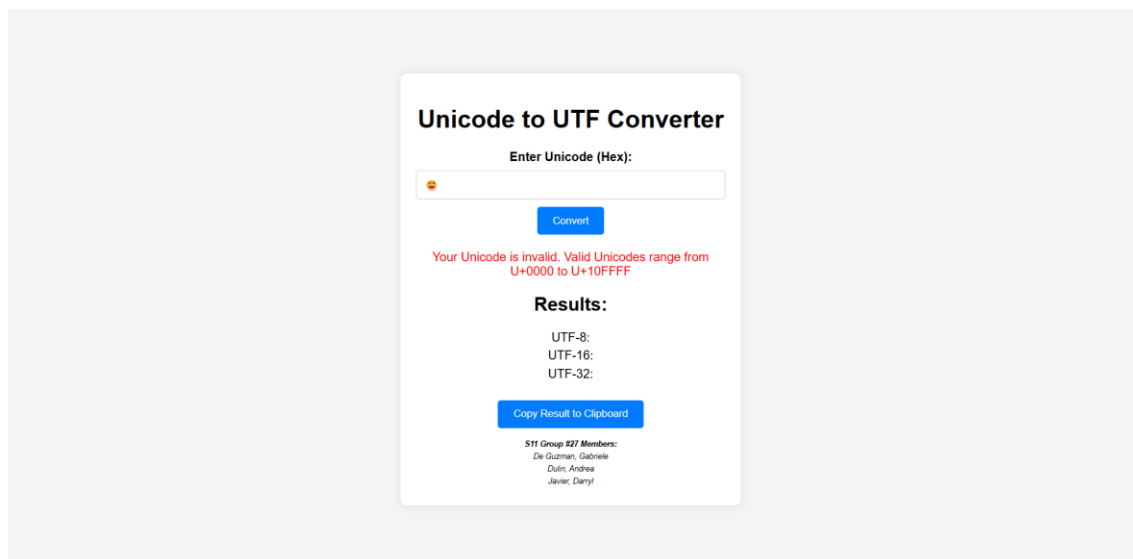 Unicode to UTF Converter
Enter Unicode (Hex):
😍
Convert
Your Unicode is invalid. Valid Unicodes range from
U+0000 to U+10FFFF
Results:
UTF-8:
UTF-16:
UTF-32:
Copy Result to Clipboard
S11 Group #27 Members:
De Guzman, Gabriele
Dulin, Andrea
Javier, Darryl